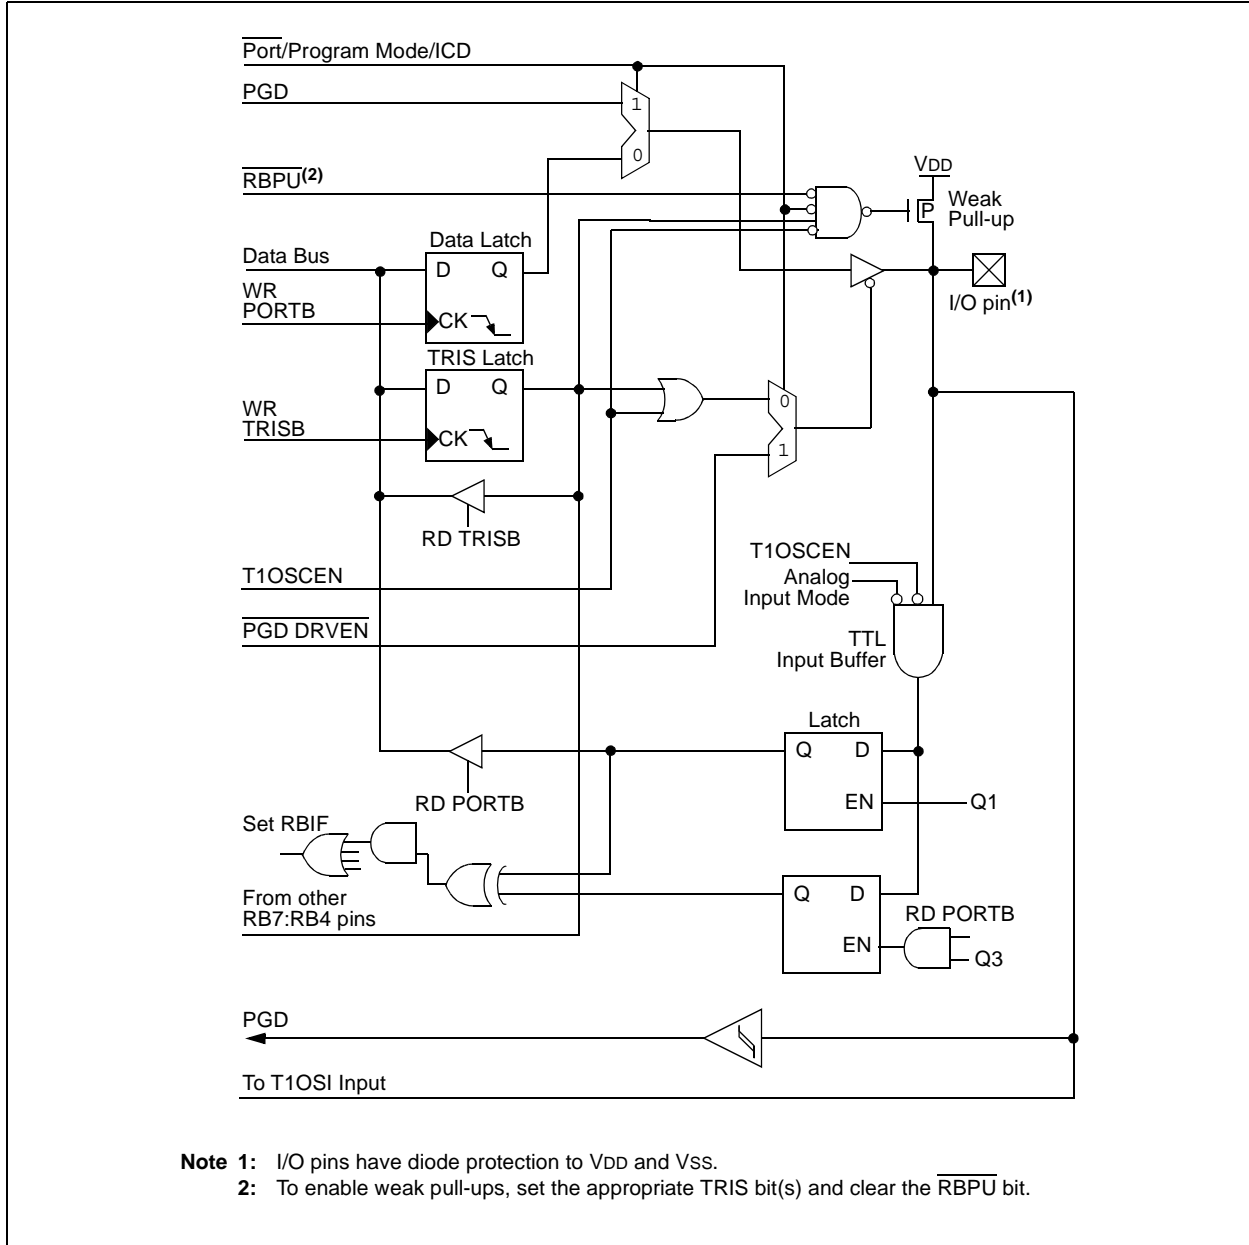 Port/Program Mode/ICD
PGD
RBPU(2)
1
0
VDD
P
Weak
Pull-up
Data Latch
Data Bus
D Q
WR
PORTB
CK
I/O pin(1)
TRIS Latch
D Q
WR
TRISB
CK
0
1
RD TRISB
T1OSCEN
PGD DRVEN
T1OSCEN
Analog
Input Mode
TTL
Input Buffer
Latch
Q D
EN
Q1
RD PORTB
Set RBIF
From other
RB7:RB4 pins
Q D
EN
RD PORTB
Q3
PGD
To T1OSI Input
Note 1: I/O pins have diode protection to VDD and VSS.
2: To enable weak pull-ups, set the appropriate TRIS bit(s) and clear the RBPU bit.